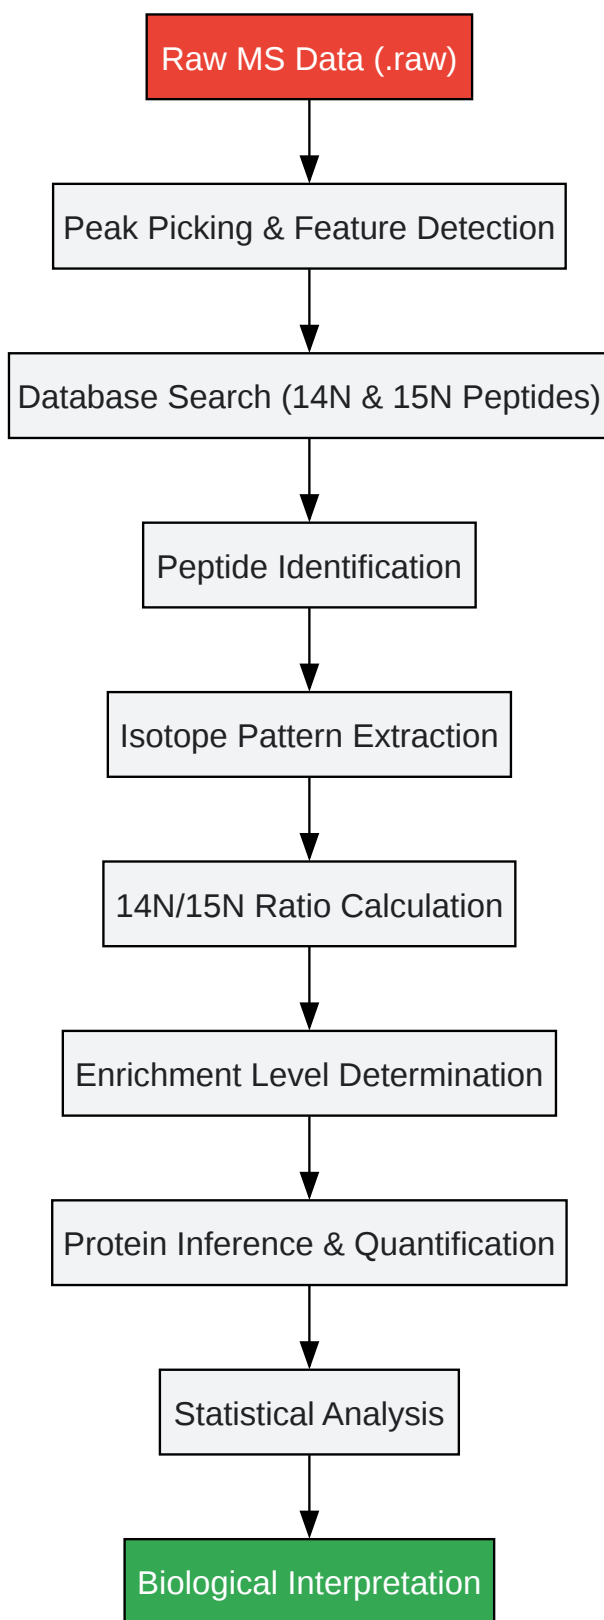 Raw MS Data (.raw)
Peak Picking & Feature Detection
Database Search (14N & 15N Peptides)
Peptide Identification
Isotope Pattern Extraction
14N/15N Ratio Calculation
Enrichment Level Determination
Protein Inference & Quantification
Statistical Analysis
Biological Interpretation